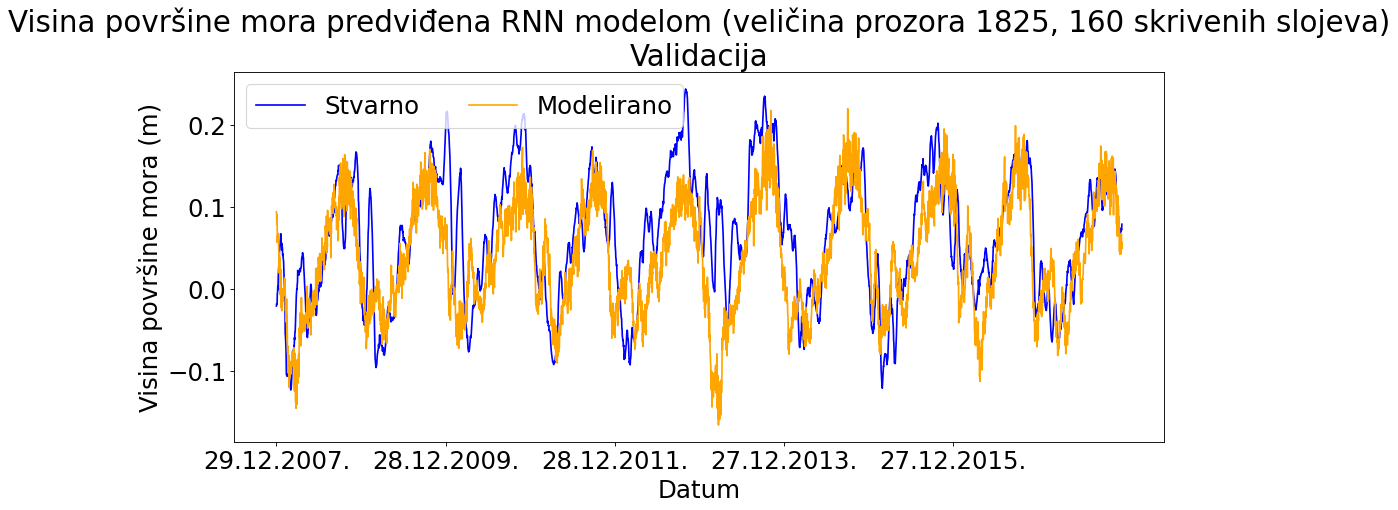 Visina površine mora predviđena RNN modelom (veličina prozora 1825, 160 skrivenih slojeva)
Validacija
Stvarno
Modelirano
Visina površine mora (m)
0.2
0.1
0.0
−0.1
29.12.2007.
28.12.2009.
28.12.2011.
27.12.2013.
27.12.2015.
Datum